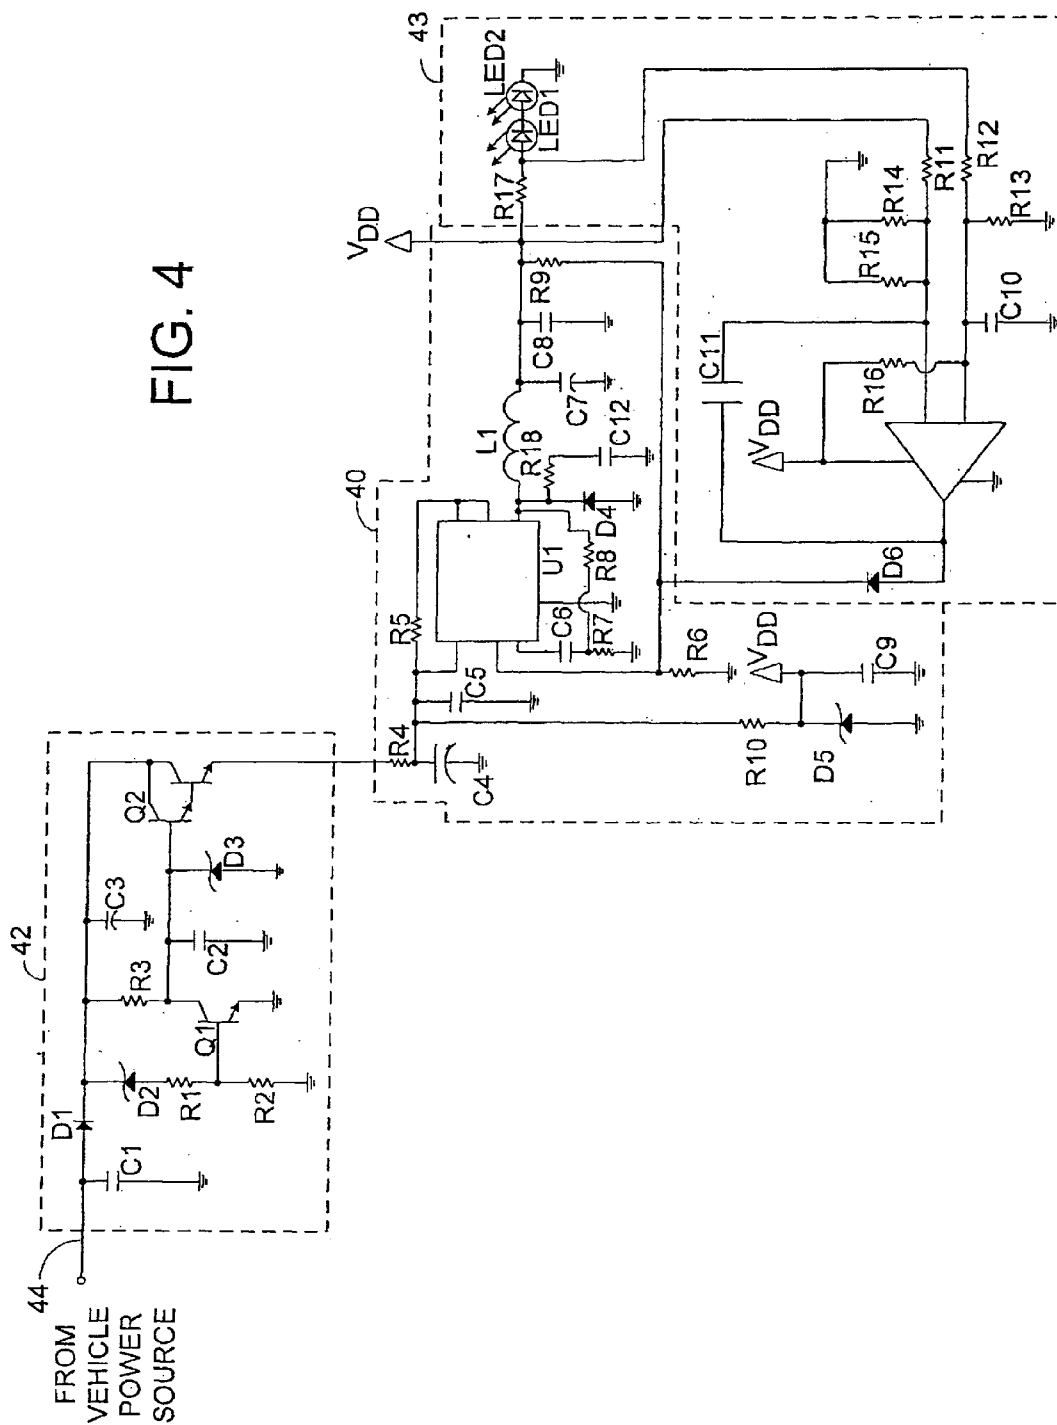 FIG. 4
FROM
VEHICLE
POWER
SOURCE
44
42
C1
D1
D2
R1
R2
Q1
R3
C2
C3
D3
Q2
40
R4
C4
C5
R5
U1
C6
R7
R8
R6
R10
D5
VDD
C9
D4
R18
C12
L1
C7
C8
R9
VDD
R17
LED1
LED2
43
D6
VDD
C11
R16
C10
R15
R14
R11
R12
R13